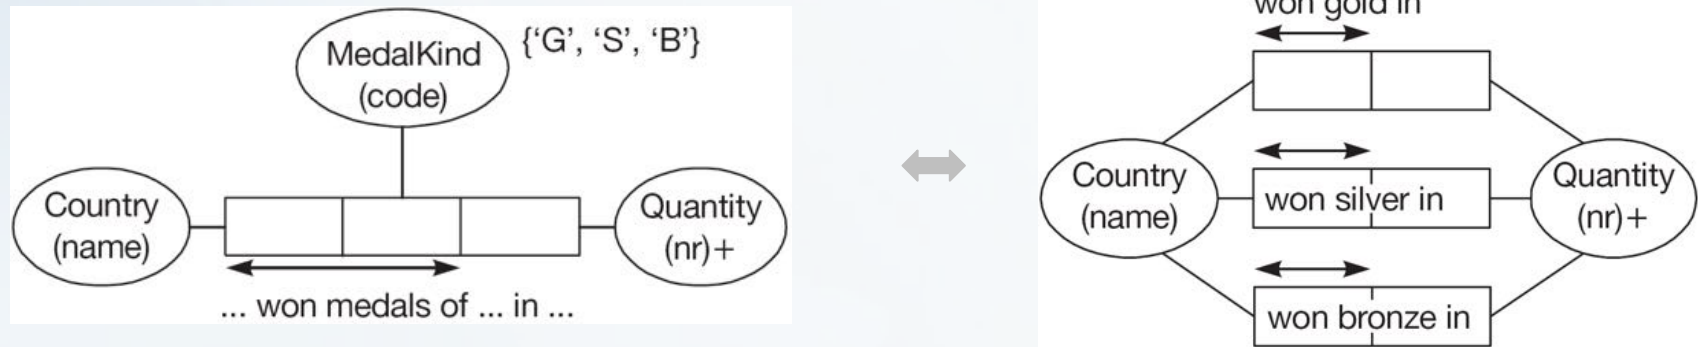 MedalKind
(code)
{‘G’, ‘S’, ‘B’}
Country
(name)
Quantity
(nr)+
... won medals of ... in ...
won gold in
Country
(name)
won silver in
Quantity
(nr)+
won bronze in